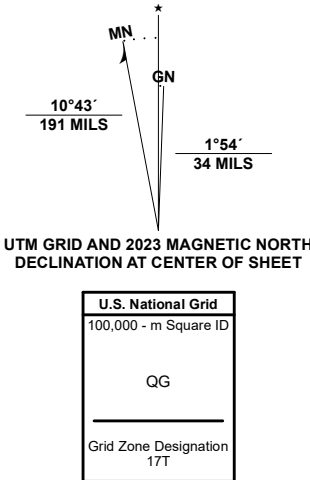 ★
MN
GN
10°43´
191 MILS
1°54´
34 MILS
UTM GRID AND 2023 MAGNETIC NORTH
DECLINATION AT CENTER OF SHEET
U.S. National Grid
100,000 - m Square ID
QG
Grid Zone Designation
17T